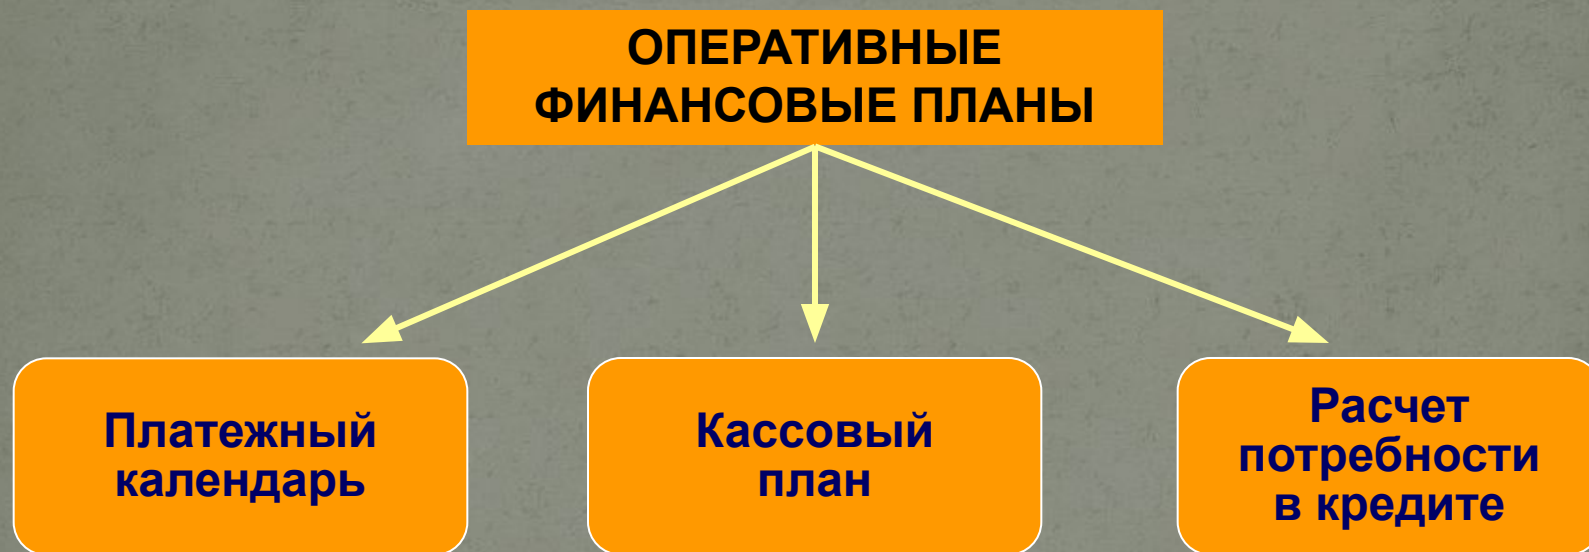 ОПЕРАТИВНЫЕ
ФИНАНСОВЫЕ ПЛАНЫ
Платежный
календарь
Кассовый
план
Расчет
потребности
в кредите